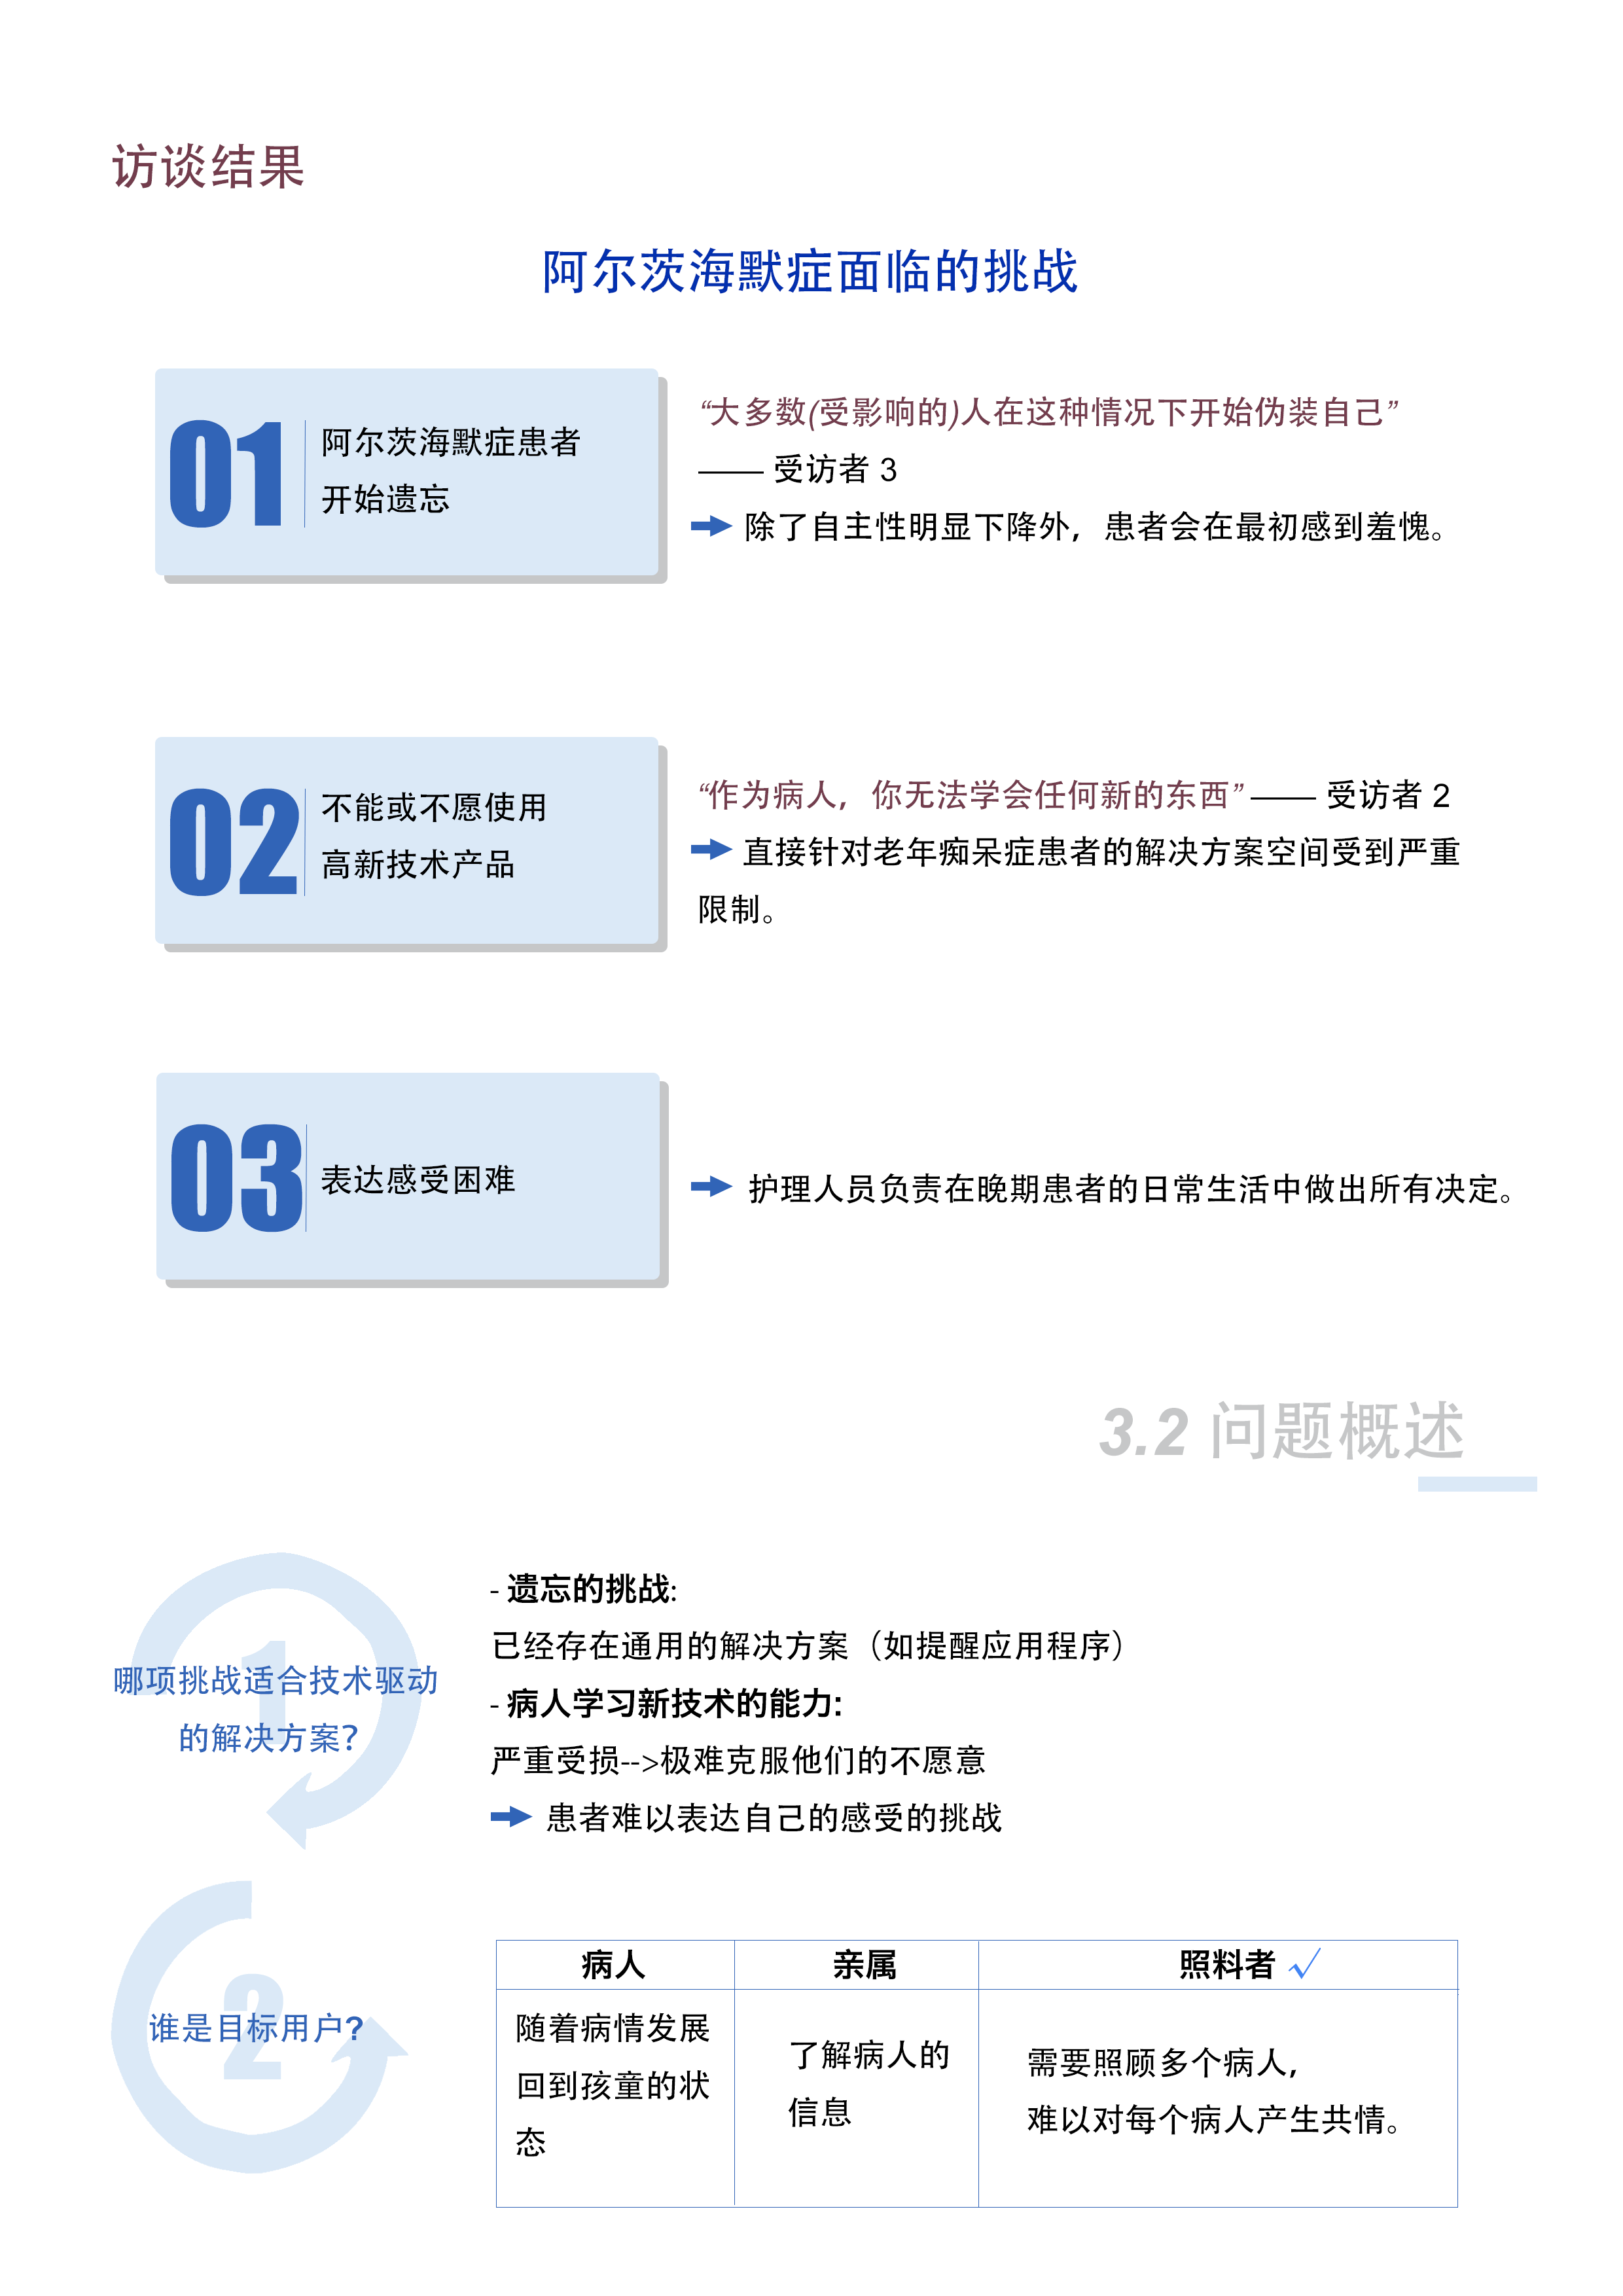 访谈结果
阿尔茨海默症面临的挑战
01
阿尔茨海默症患者
开始遗忘
“大多数(受影响的)人在这种情况下开始伪装自己”
—— 受访者 3
除了自主性明显下降外，患者会在最初感到羞愧。
02
不能或不愿使用
高新技术产品
“作为病人，你无法学会任何新的东西” —— 受访者 2
直接针对老年痴呆症患者的解决方案空间受到严重
限制。
03
表达感受困难
护理人员负责在晚期患者的日常生活中做出所有决定。
3.2 问题概述
1
哪项挑战适合技术驱动
的解决方案?
- 遗忘的挑战:
已经存在通用的解决方案（如提醒应用程序）
- 病人学习新技术的能力:
严重受损-->极难克服他们的不愿意
患者难以表达自己的感受的挑战
2
谁是目标用户?
病人 亲属 照料者 √
随着病情发展
回到孩童的状
态
了解病人的
信息
需要照顾多个病人，
难以对每个病人产生共情。